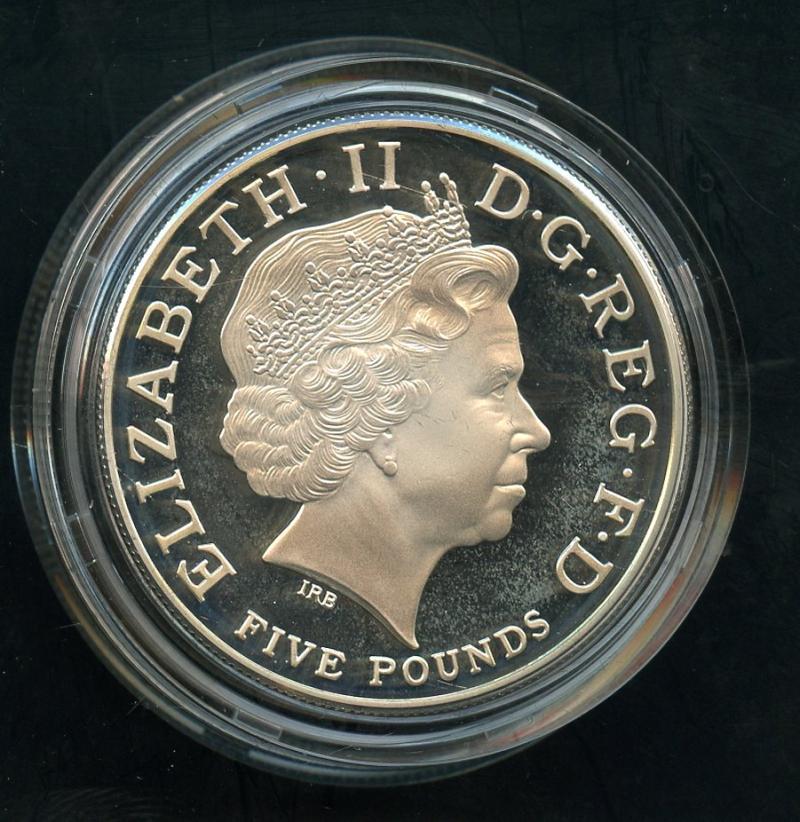 ELIZABETH · II D·G·REG·F·D
FIVE POUNDS
IRB